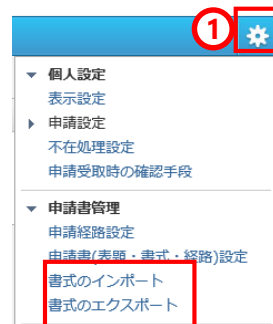 1
個人設定
表示設定
申請設定
不在処理設定
申請受取時の確認手段
申請書管理
申請経路設定
申請書(表題・書式・経路)設定
書式のインポート
書式のエクスポート